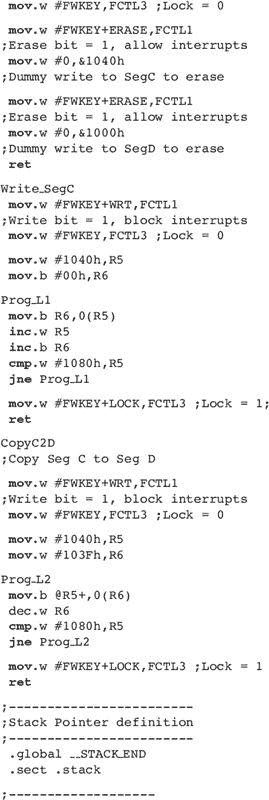 mov.w #FWKEY,FCTL3 ;Lock = 0
mov.w #FWKEY+ERASE,FCTL1
;Erase bit = 1, allow interrupts
mov.w #0,&1040h
;Dummy write to SegC to erase
mov.w #FWKEY+ERASE,FCTL1
;Erase bit = 1, allow interrupts
mov.w #0,&1000h
;Dummy write to SegD to erase
ret
Write_SegC
mov.w #FWKEY+WRT,FCTL1
;Write bit = 1, block interrupts
mov.w #FWKEY,FCTL3 ;Lock = 0
mov.w #1040h,R5
mov.b #00h,R6
Prog_L1
mov.b R6,0(R5)
inc.w R5
inc.b R6
cmp.w #1080h,R5
jne Prog_L1
mov.w #FWKEY+LOCK,FCTL3 ;Lock = 1;
ret
CopyC2D
;Copy Seg C to Seg D
mov.w #FWKEY+WRT,FCTL1
;Write bit = 1, block interrupts
mov.w #FWKEY,FCTL3 ;Lock = 0
mov.w #1040h,R5
mov.w #103Fh,R6
Prog_L2
mov.b @R5+,0(R6)
dec.w R6
cmp.w #1080h,R5
jne Prog_L2
mov.w #FWKEY+LOCK,FCTL3 ;Lock = 1
ret
;------------------------
;Stack Pointer definition
;------------------------
.global __STACK_END
.sect .stack
;-------------------